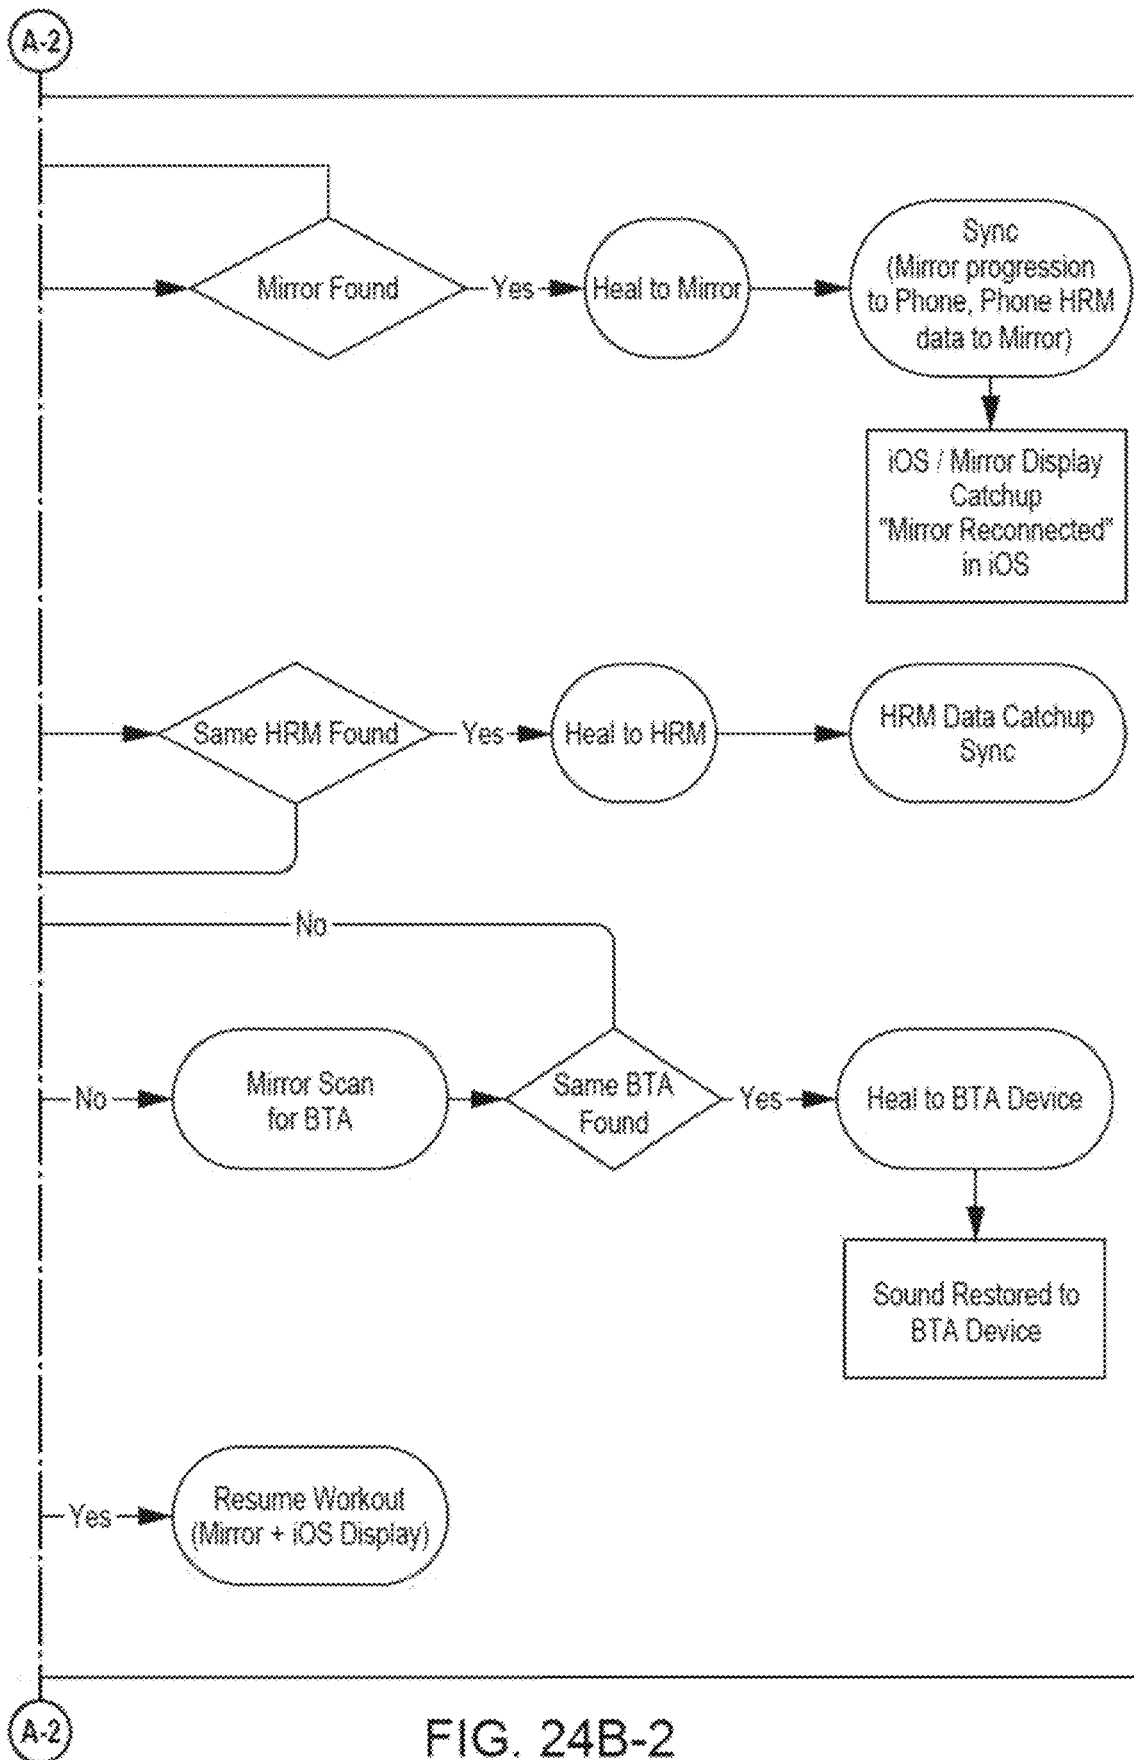 A-2
Mirror Found
Yes
Heal to Mirror
Sync
(Mirror progression
to Phone, Phone HRM
data to Mirror)
iOS / Mirror Display
Catchup
"Mirror Reconnected"
in iOS
Same HRM Found
Yes
Heal to HRM
HRM Data Catchup
Sync
No
No
Mirror Scan
for BTA
Same BTA
Found
Yes
Heal to BTA Device
Sound Restored to
BTA Device
Yes
Resume Workout
(Mirror + iOS Display)
A-2
FIG. 24B-2